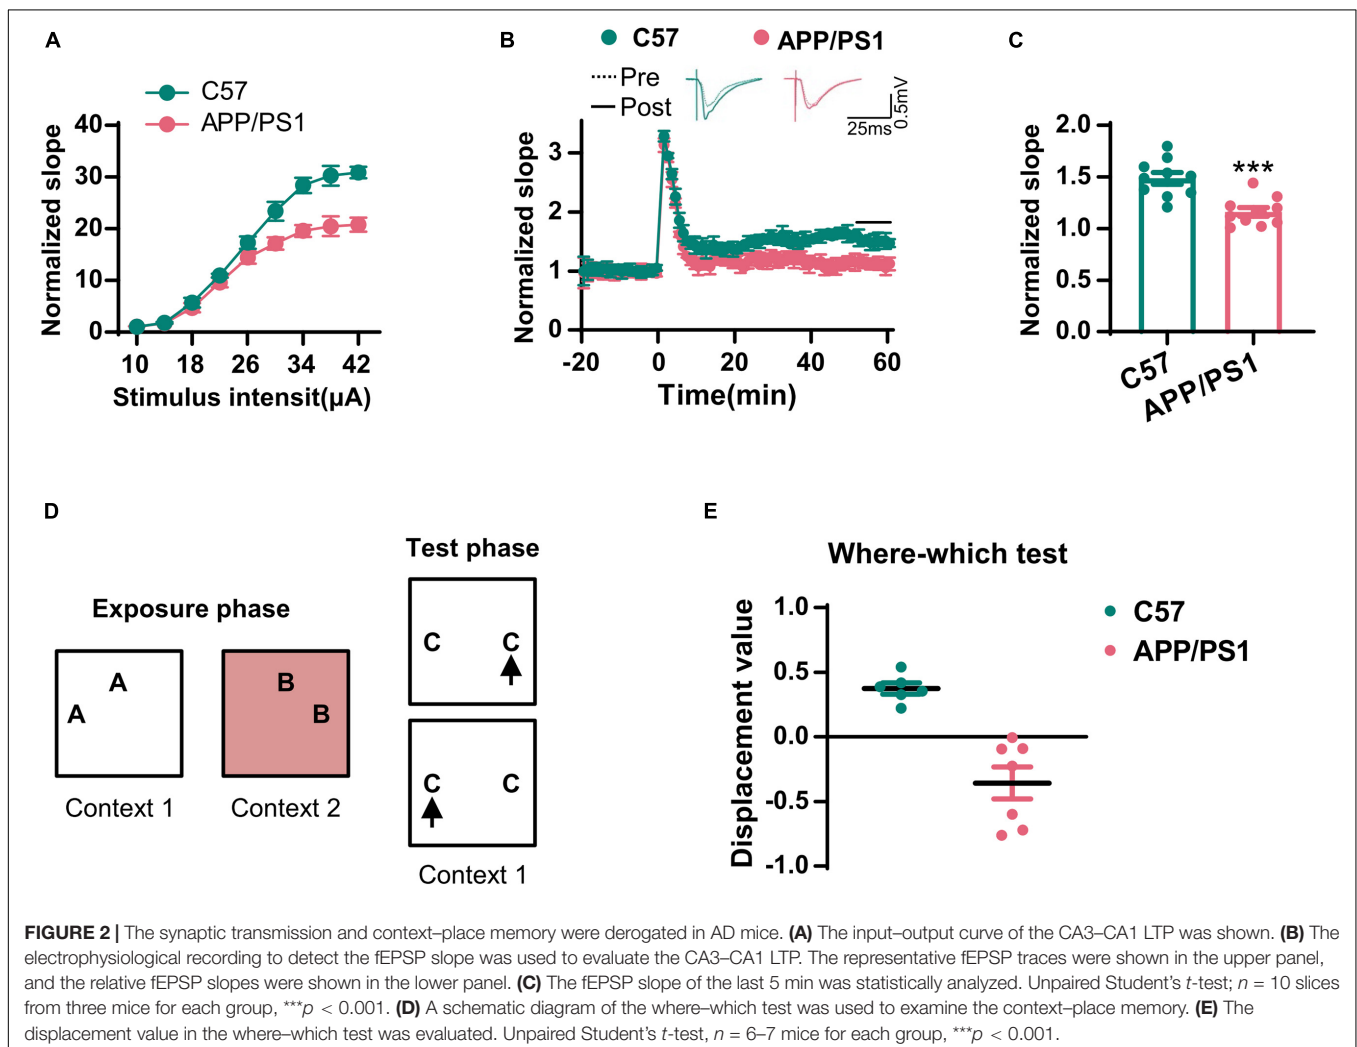 A
C57
APP/PS1
Normalized slope
40
30
20
10
0
10 18 26 34 42
Stimulus intensit(μA)
B
C57 APP/PS1
Pre
Post
25ms
0.5mV
Normalized slope
3
2
1
0
-20 0 20 40 60
Time(min)
C
Normalized slope
2.0
1.5
1.0
0.5
0.0
***
C57
APP/PS1
D
Exposure phase
A
A
Context 1
B
B
Context 2
Test phase
C C
C C
Context 1
E
Where-which test
Displacement value
1.0
0.5
0.0
-0.5
-1.0
C57
APP/PS1
FIGURE 2 | The synaptic transmission and context–place memory were derogated in AD mice. (A) The input–output curve of the CA3–CA1 LTP was shown. (B) The
electrophysiological recording to detect the fEPSP slope was used to evaluate the CA3–CA1 LTP. The representative fEPSP traces were shown in the upper panel,
and the relative fEPSP slopes were shown in the lower panel. (C) The fEPSP slope of the last 5 min was statistically analyzed. Unpaired Student's t-test; n = 10 slices
from three mice for each group, ***p < 0.001. (D) A schematic diagram of the where–which test was used to examine the context–place memory. (E) The
displacement value in the where–which test was evaluated. Unpaired Student's t-test, n = 6–7 mice for each group, ***p < 0.001.